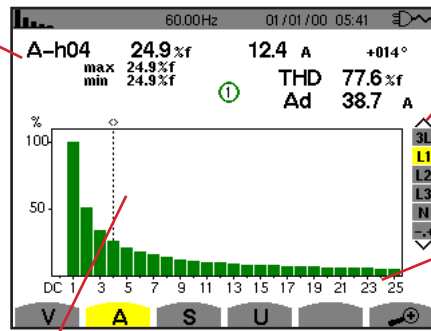 60.00Hz 01/01/00 05:41
A-h04 24.9 %f 12.4 A +014°
max 24.9%f
min 24.9%f
1
THD 77.6 %f
Ad 38.7 A
%
100
50
3L
L1
L2
L3
N
-.+
DC 1 3 5 7 9 11 13 15 17 19 21 23 25
V A S U